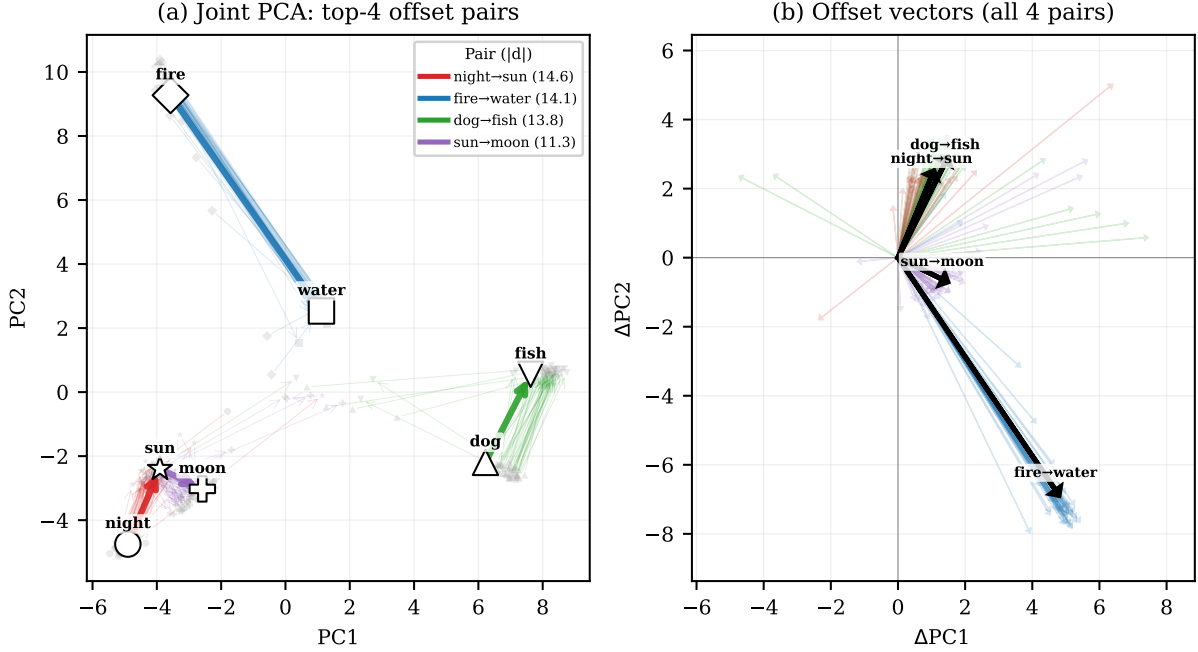 (a) Joint PCA: top-4 offset pairs
PC2
10
8
6
4
2
0
−2
−4
−6
−4
−2
0
2
4
6
8
PC1
fire
water
fish
dog
sun
moon
night
Pair (|d|)
night→sun (14.6)
fire→water (14.1)
dog→fish (13.8)
sun→moon (11.3)
(b) Offset vectors (all 4 pairs)
ΔPC2
6
4
2
0
−2
−4
−6
−8
−6
−4
−2
0
2
4
6
8
ΔPC1
dog→fish
night→sun
sun→moon
fire→water